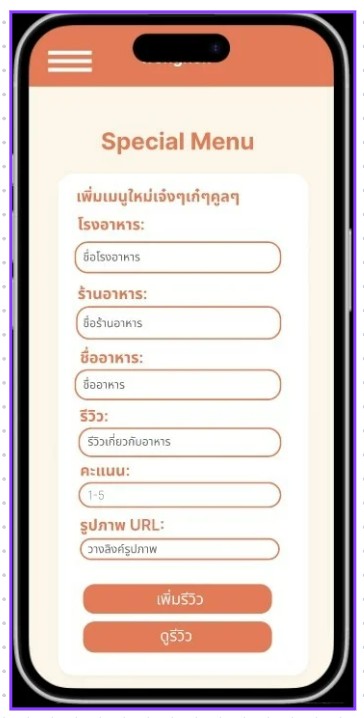 Special Menu
เพิ่มเมนูใหม่เจ๋งๆเก๋ๆคูลๆ
โรงอาหาร:
ชื่อโรงอาหาร
ร้านอาหาร:
ชื่อร้านอาหาร
ชื่ออาหาร:
ชื่ออาหาร
รีวิว:
รีวิวเกี่ยวกับอาหาร
คะแนน:
1-5
รูปภาพ URL:
วางลิงค์รูปภาพ
เพิ่มรีวิว
ดูรีวิว